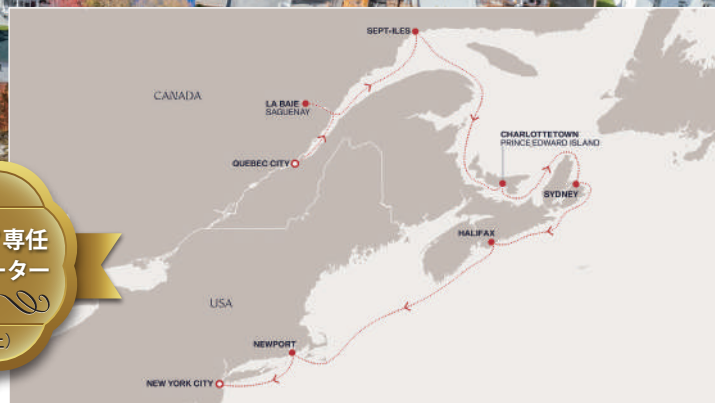 SEPT-ILES
CANADA
LA BAIE
SAGUENAY
QUEBEC CITY
CHARLOTTETOWN
PRINCE EDWARD ISLAND
SYDNEY
HALIFAX
専任
ーター
USA
NEWPORT
NEW YORK CITY